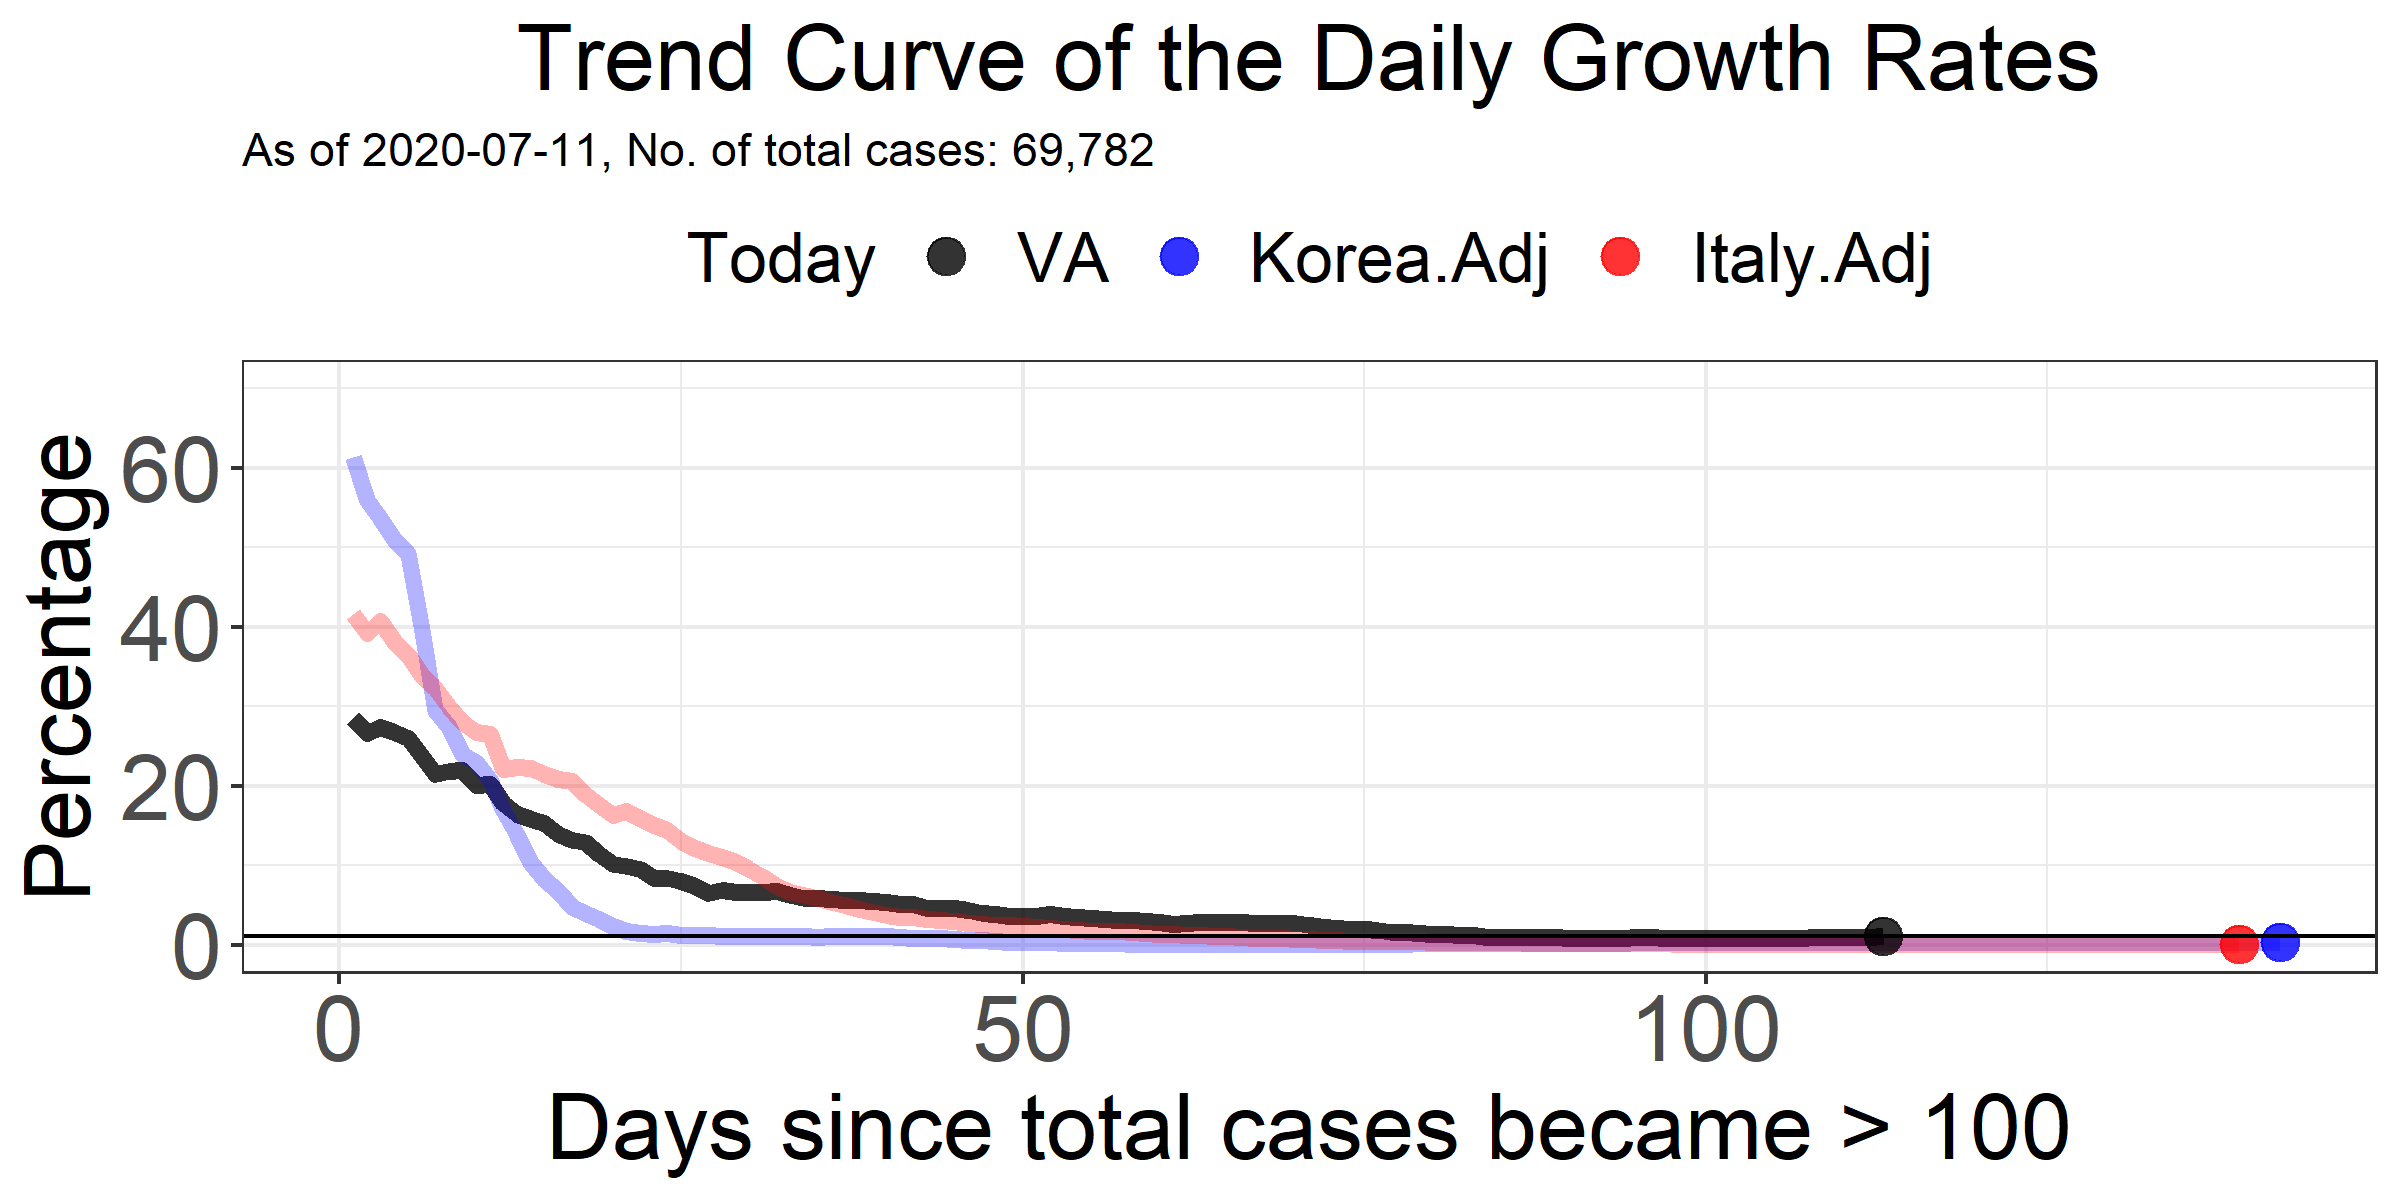 Trend Curve of the Daily Growth Rates
As of 2020-07-11, No. of total cases: 69,782
Today VA Korea.Adj Italy.Adj
Percentage
60
40
20
0
0 50 100
Days since total cases became > 100